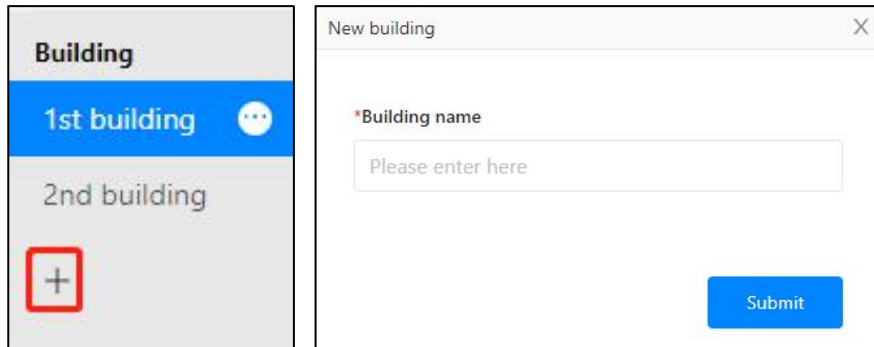 Building
1st building
2nd building
+
New building
X
*Building name
Please enter here
Submit